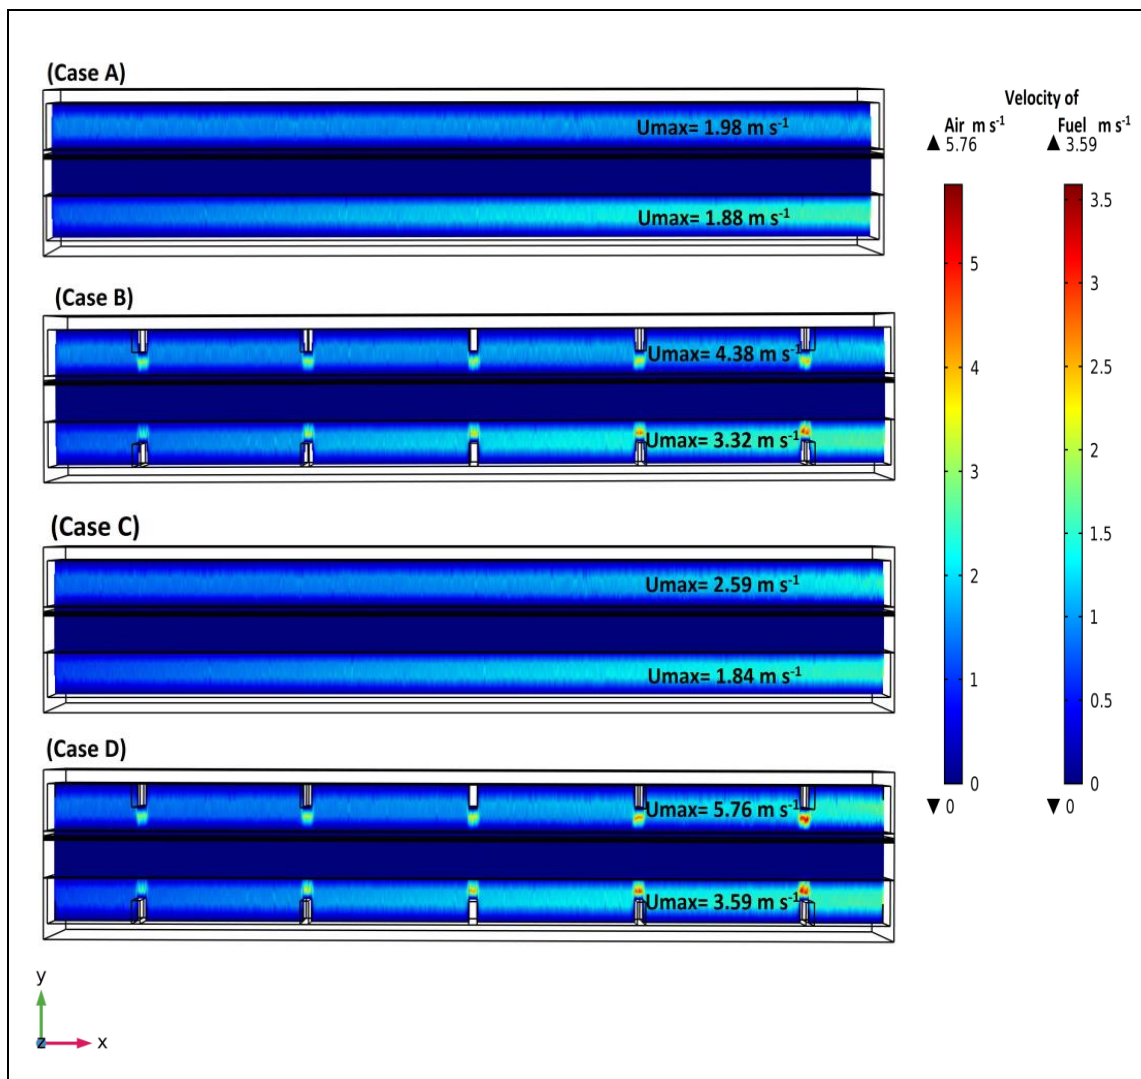 (Case A)
Umax= 1.98 m s⁻¹
Umax= 1.88 m s⁻¹
(Case B)
Umax= 4.38 m s⁻¹
Umax= 3.32 m s⁻¹
(Case C)
Umax= 2.59 m s⁻¹
Umax= 1.84 m s⁻¹
(Case D)
Umax= 5.76 m s⁻¹
Umax= 3.59 m s⁻¹
Velocity of
Air m s⁻¹ Fuel m s⁻¹
▲ 5.76 ▲ 3.59
5
4
3
2
1
0
▼ 0
3.5
3
2.5
2
1.5
1
0.5
0
▼ 0
y
z x